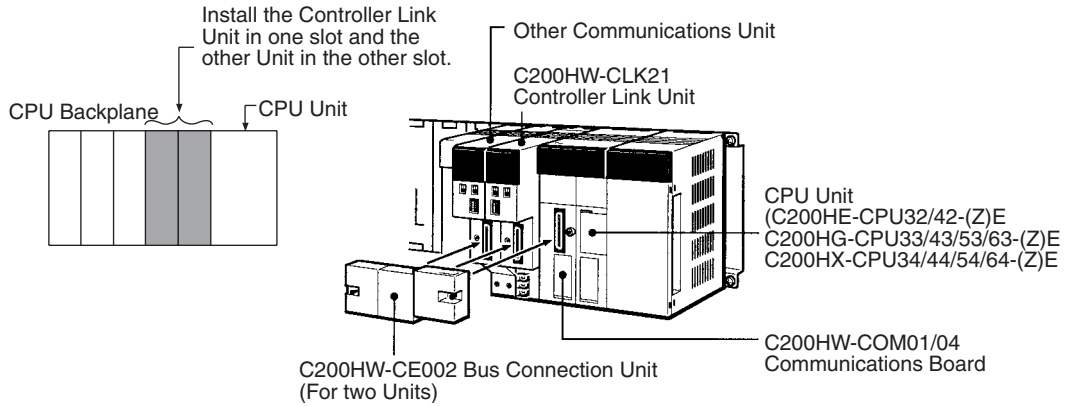 Install the Controller Link
Unit in one slot and the
other Unit in the other slot.
CPU Backplane
CPU Unit
Other Communications Unit
C200HW-CLK21
Controller Link Unit
CPU Unit
(C200HE-CPU32/42-(Z)E
C200HG-CPU33/43/53/63-(Z)E
C200HX-CPU34/44/54/64-(Z)E
C200HW-COM01/04
Communications Board
C200HW-CE002 Bus Connection Unit
(For two Units)